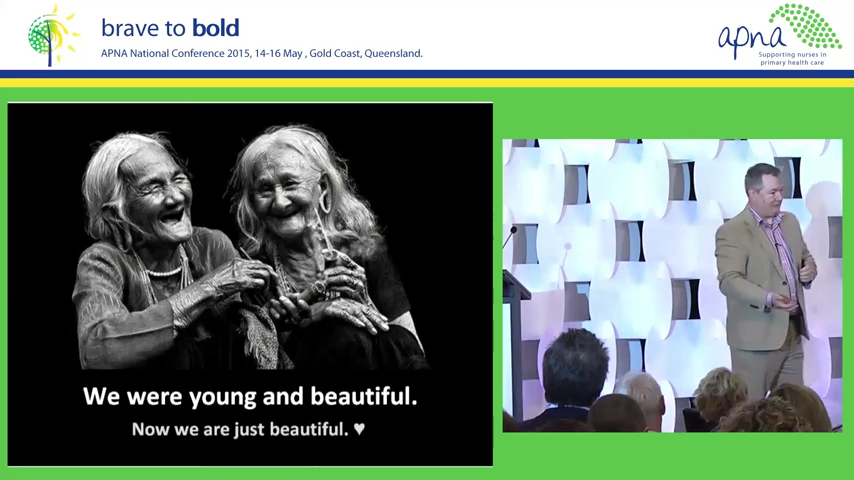 brave to bold
APNA National Conference 2015, 14-16 May , Gold Coast, Queensland.
apna
Supporting nurses in
primary health care
We were young and beautiful.
Now we are just beautiful. ♥